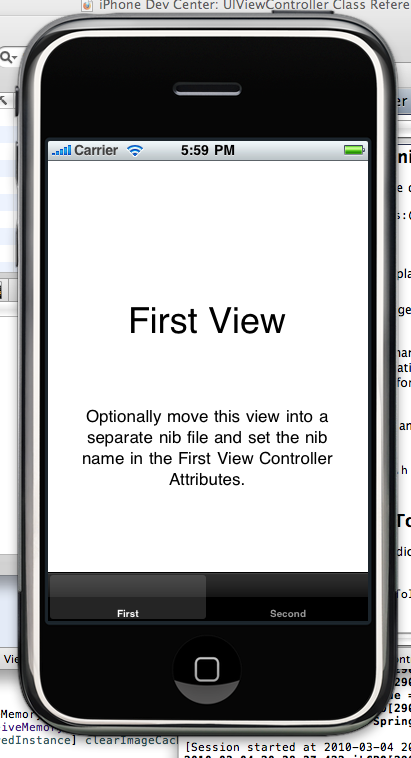 iPhone Dev Center: UIViewController Class Refere
Carrier
5:59 PM
First View
Optionally move this view into a
separate nib file and set the nib
name in the First View Controller
Attributes.
First
Second
Vie
Memory
iveMemory
edInstance] clearImageCac
Spring
[Session started at 2010-03-04